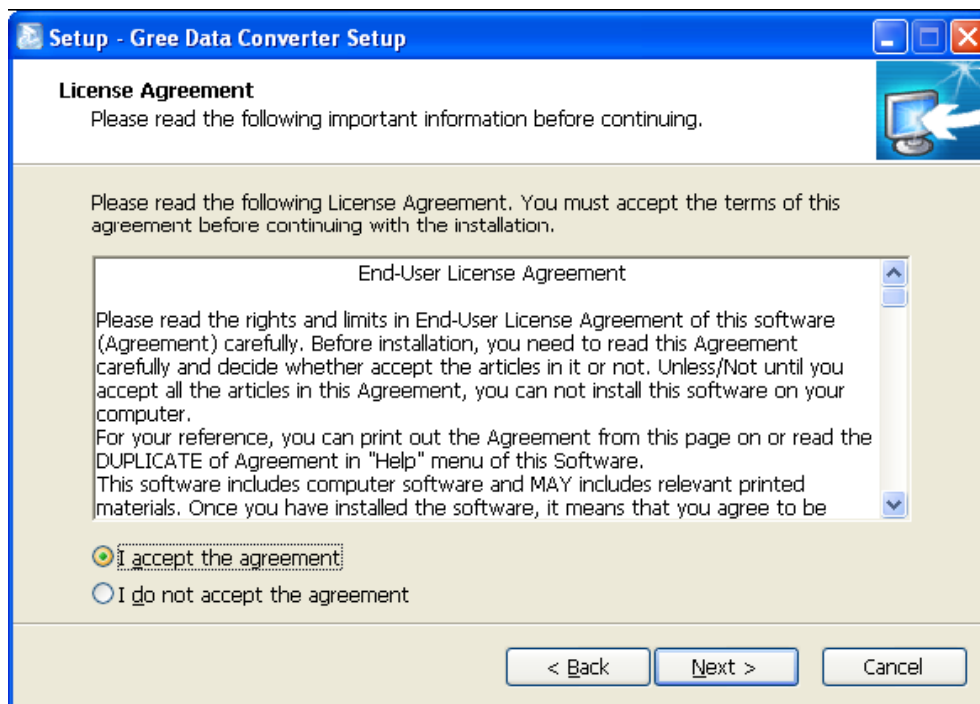 Setup - Gree Data Converter Setup
License Agreement
Please read the following important information before continuing.
Please read the following License Agreement. You must accept the terms of this
agreement before continuing with the installation.
End-User License Agreement
Please read the rights and limits in End-User License Agreement of this software
(Agreement) carefully. Before installation, you need to read this Agreement
carefully and decide whether accept the articles in it or not. Unless/Not until you
accept all the articles in this Agreement, you can not install this software on your
computer.
For your reference, you can print out the Agreement from this page on or read the
DUPLICATE of Agreement in "Help" menu of this Software.
This software includes computer software and MAY includes relevant printed
materials. Once you have installed the software, it means that you agree to be
I accept the agreement
I do not accept the agreement
< Back Next > Cancel